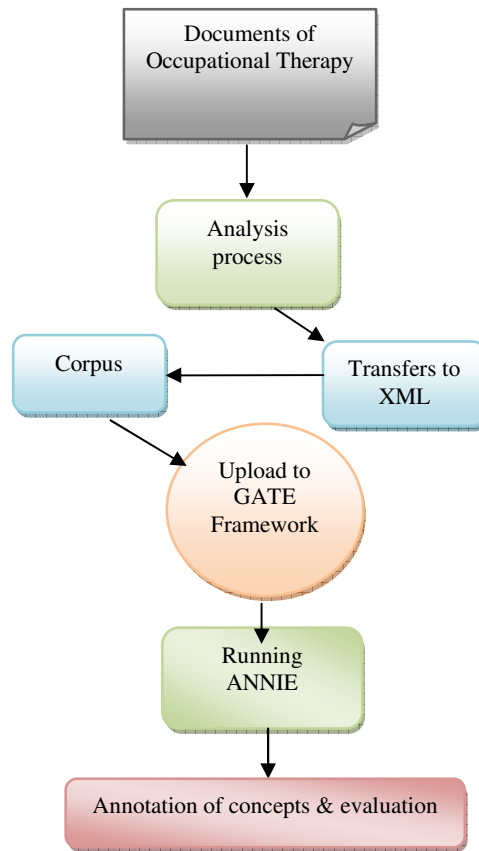 Documents of
Occupational Therapy
Analysis
process
Corpus
Transfers to
XML
Upload to
GATE
Framework
Running
ANNIE
Annotation of concepts & evaluation